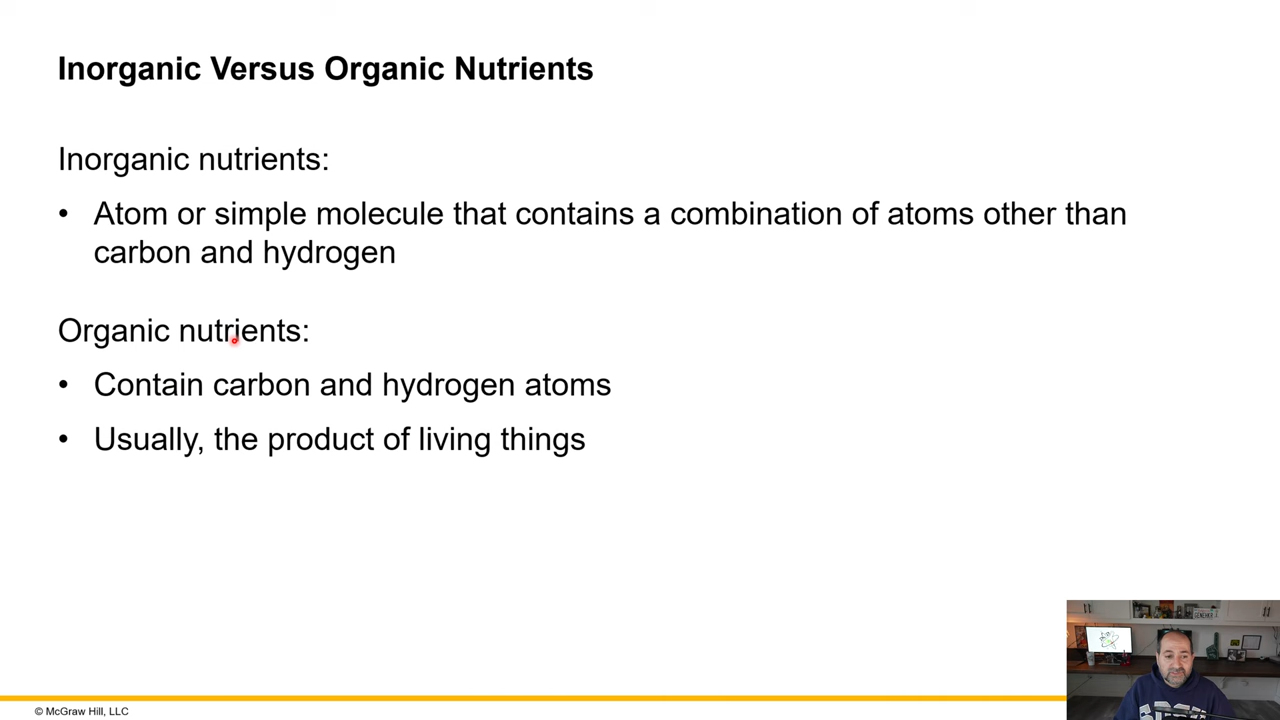 Inorganic Versus Organic Nutrients
Inorganic nutrients:
• Atom or simple molecule that contains a combination of atoms other than
carbon and hydrogen
Organic nutrients:
• Contain carbon and hydrogen atoms
• Usually, the product of living things
© McGraw Hill, LLC